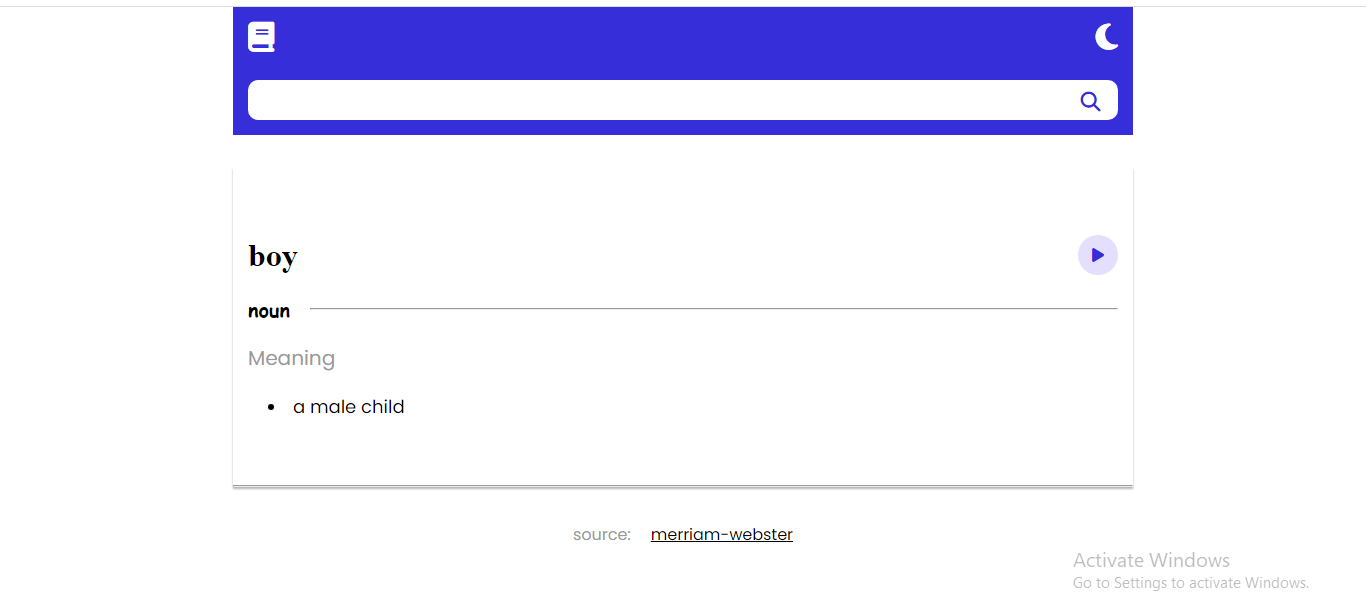 boy
noun
Meaning
a male child
source: merriam-webster
Activate Windows
Go to Settings to activate Windows.